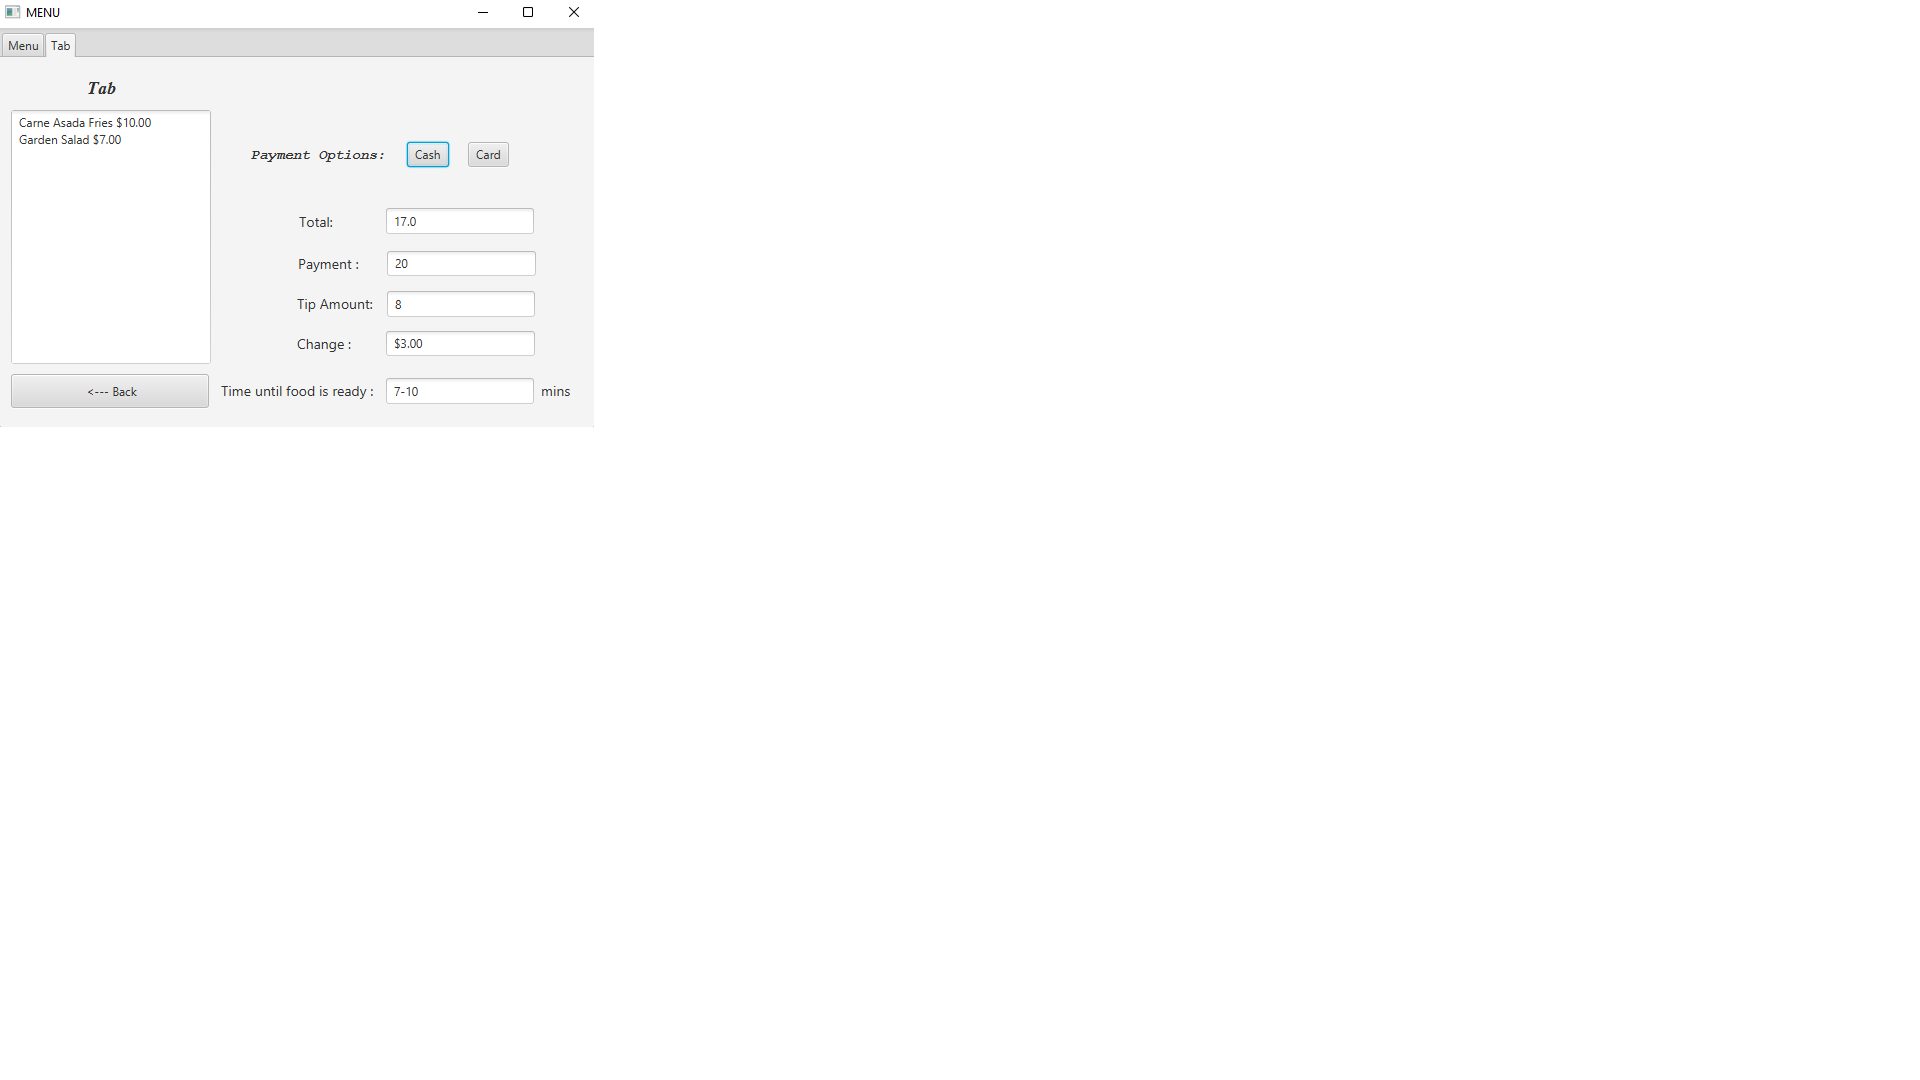 MENU
Menu Tab
Tab
Carne Asada Fries $10.00
Garden Salad $7.00
Payment Options: Cash Card
Total: 17.0
Payment : 20
Tip Amount: 8
Change : $3.00
<--- Back
Time until food is ready : 7-10 mins